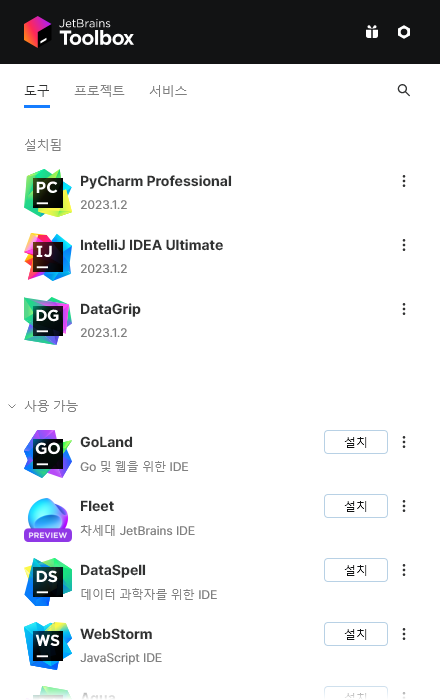 JetBrains
Toolbox
도구 프로젝트 서비스
설치됨
PC
PyCharm Professional
2023.1.2
IJ
IntelliJ IDEA Ultimate
2023.1.2
DG
DataGrip
2023.1.2
사용 가능
GO
GoLand
설치
Go 및 웹을 위한 IDE
Fleet
설치
PREVIEW
차세대 JetBrains IDE
DS
DataSpell
설치
데이터 과학자를 위한 IDE
WS
WebStorm
설치
JavaScript IDE
Aqua
설치